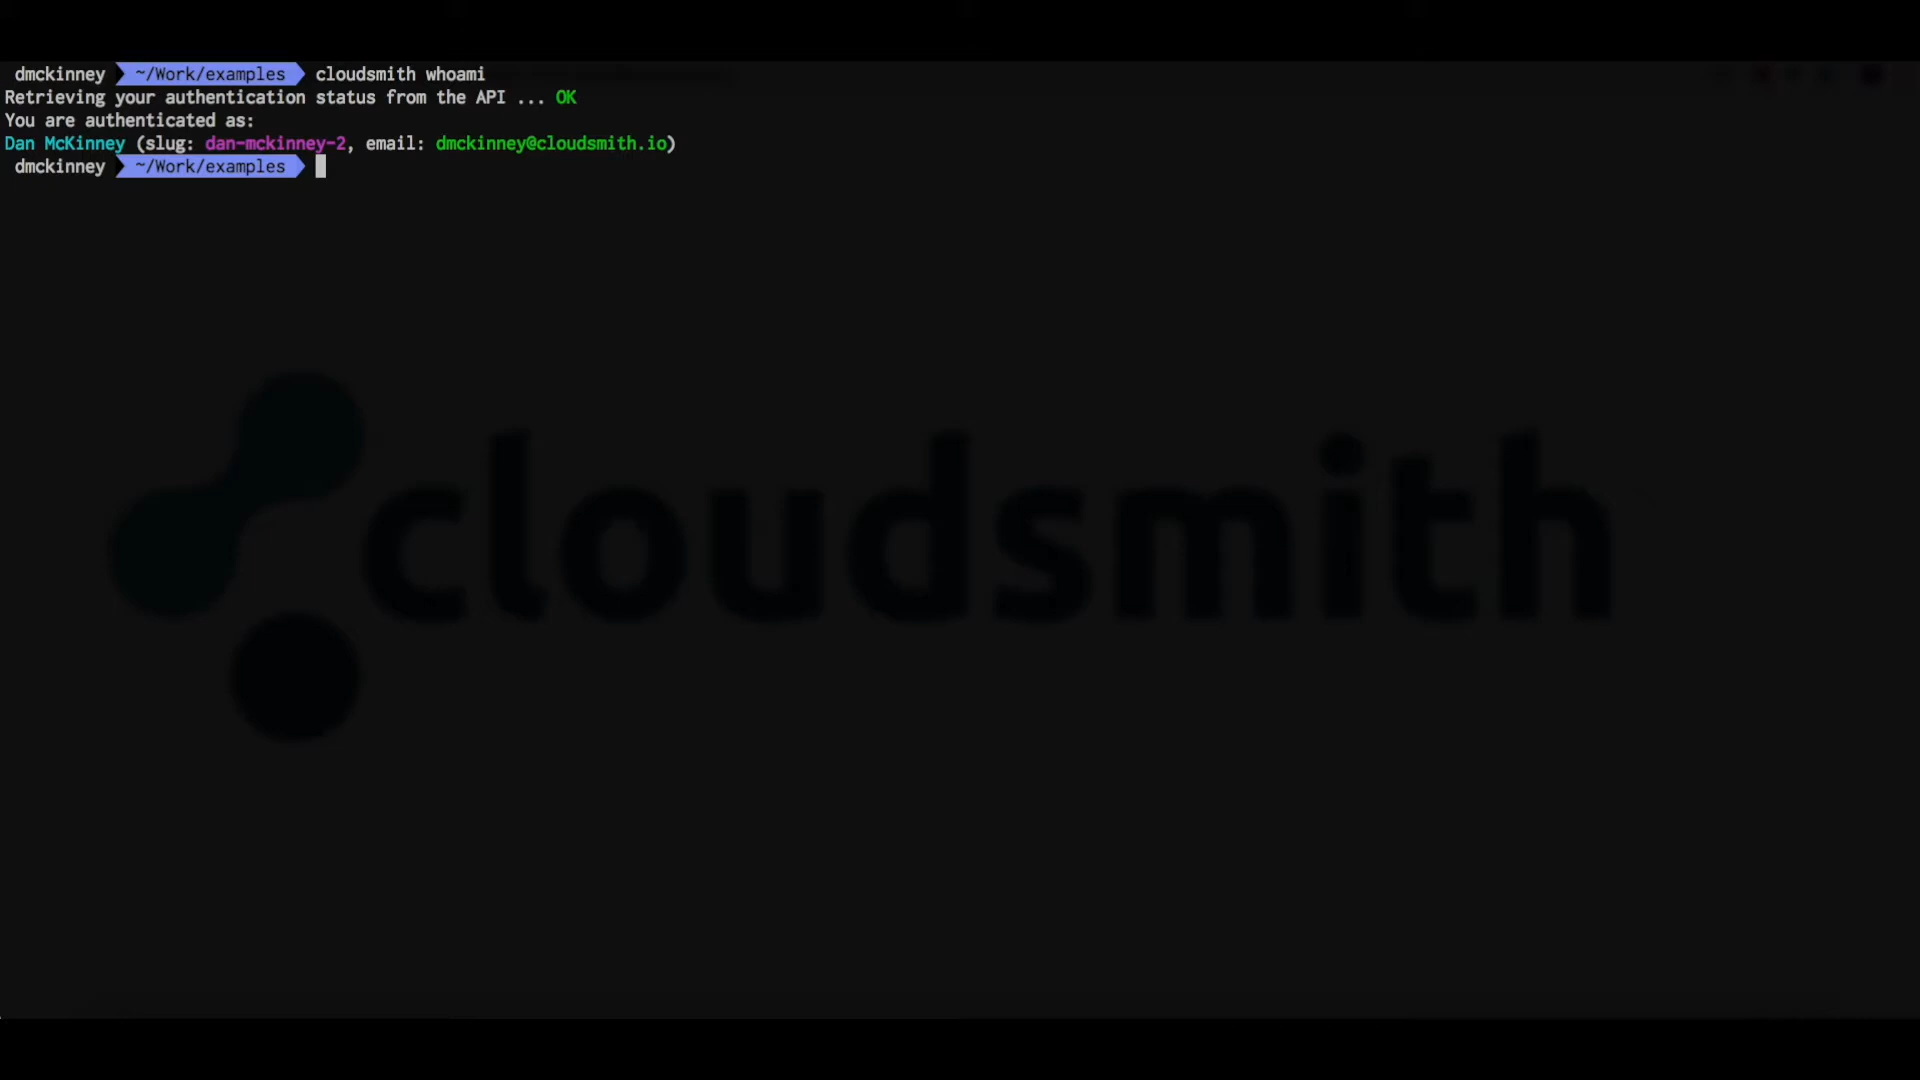 dmckinney ~/Work/examples cloudsmith whoami
Retrieving your authentication status from the API ... OK
You are authenticated as:
Dan McKinney (slug: dan-mckinney-2, email: dmckinney@cloudsmith.io)
dmckinney ~/Work/examples
cloudsmith